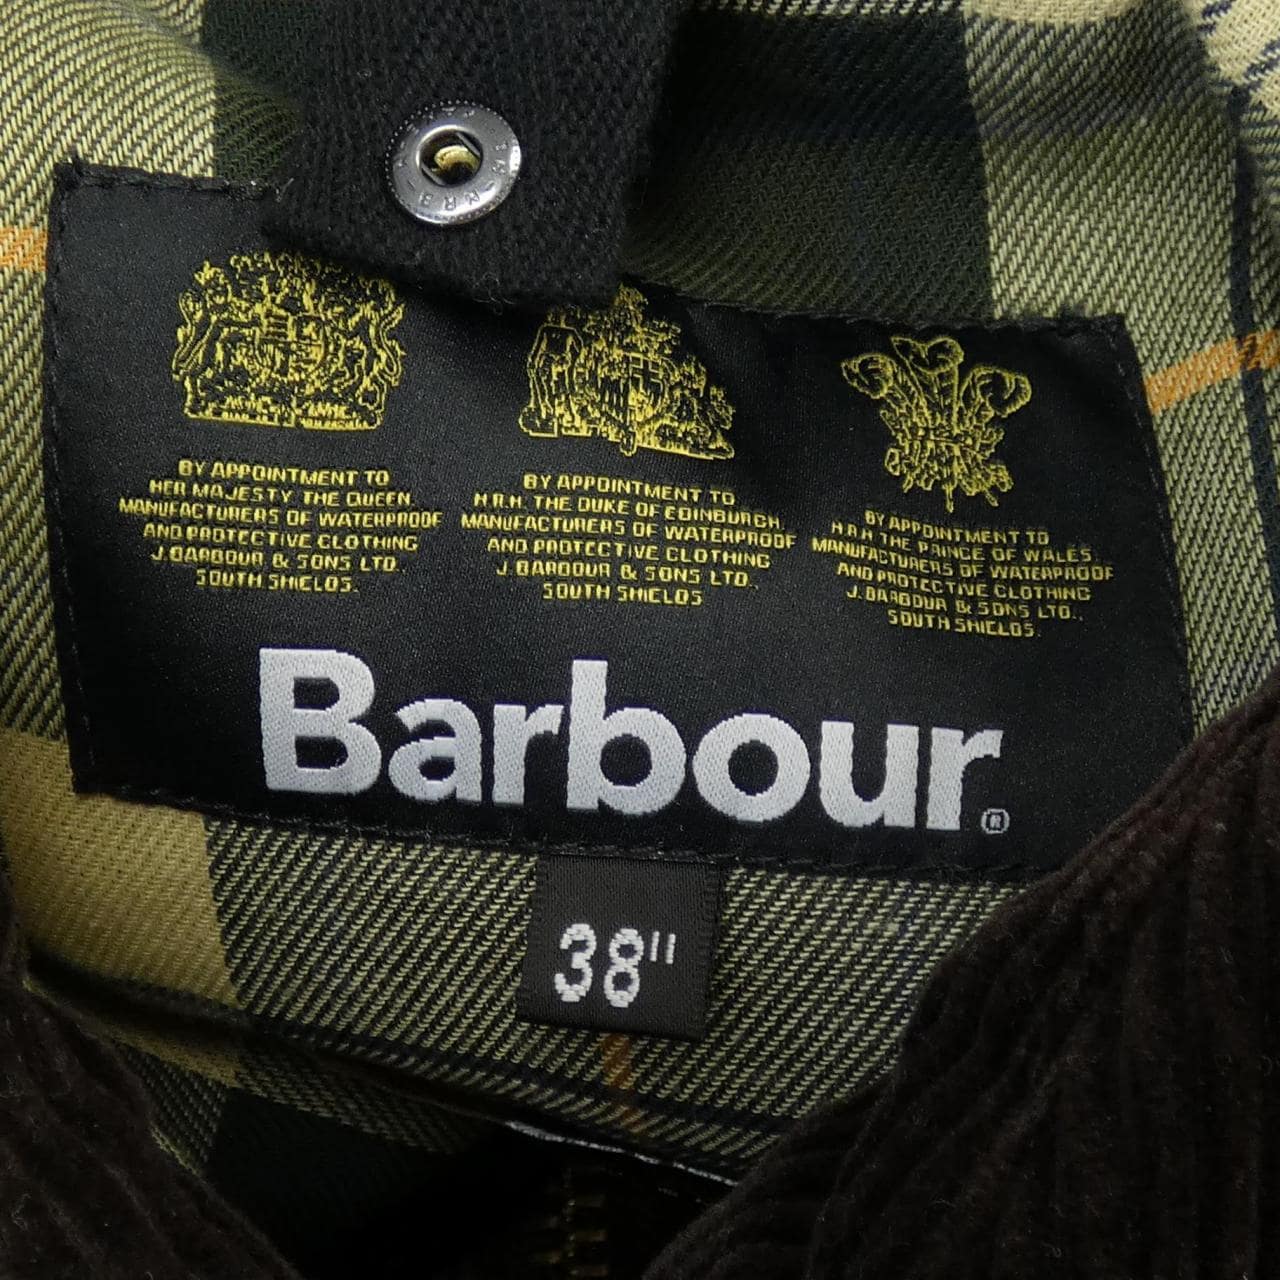 BY APPOINTMENT TO
HER MAJESTY THE QUEEN
MANUFACTURERS OF WATERPROOF
AND PROTECTIVE CLOTHING
J.BARBOUR & SONS LTD.
SOUTH SHIELDS.
BY APPOINTMENT TO
H.R.H. THE DUKE OF EDINBURGH
MANUFACTURERS OF WATERPROOF
AND PROTECTIVE CLOTHING
J.BARBOUR & SONS LTD.
SOUTH SHIELDS
BY APPOINTMENT TO
H.R.H. THE PRINCE OF WALES.
MANUFACTURERS OF WATERPROOF
AND PROTECTIVE CLOTHING
J.BARBOUR & SONS LTD.,
SOUTH SHIELDS.
Barbour®
38"